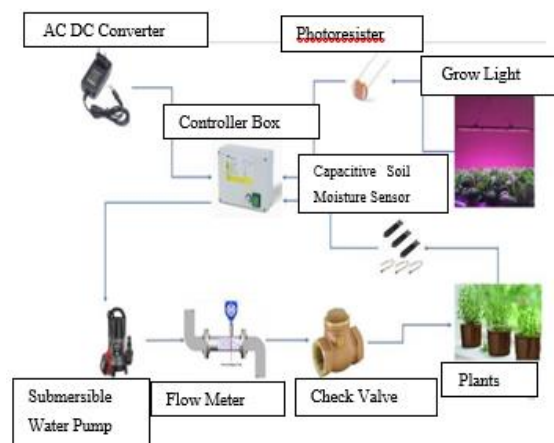 AC DC Converter
Photoresister
Grow Light
Controller Box
Capacitive Soil
Moisture Sensor
Submersible
Water Pump
Flow Meter
Check Valve
Plants